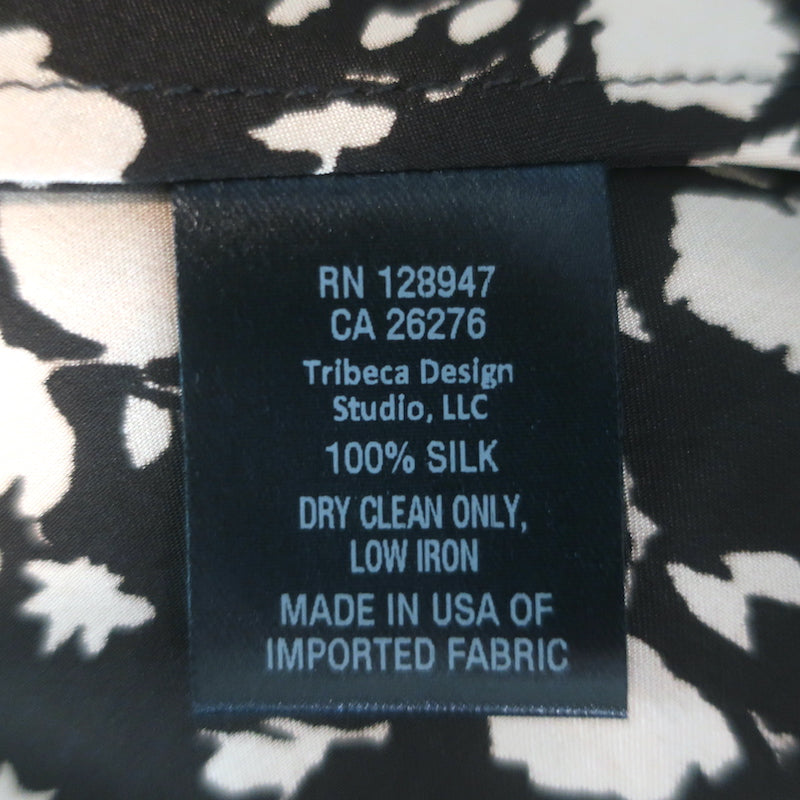 RN 128947
CA 26276
Tribeca Design
Studio, LLC
100% SILK
DRY CLEAN ONLY,
LOW IRON
MADE IN USA OF
IMPORTED FABRIC